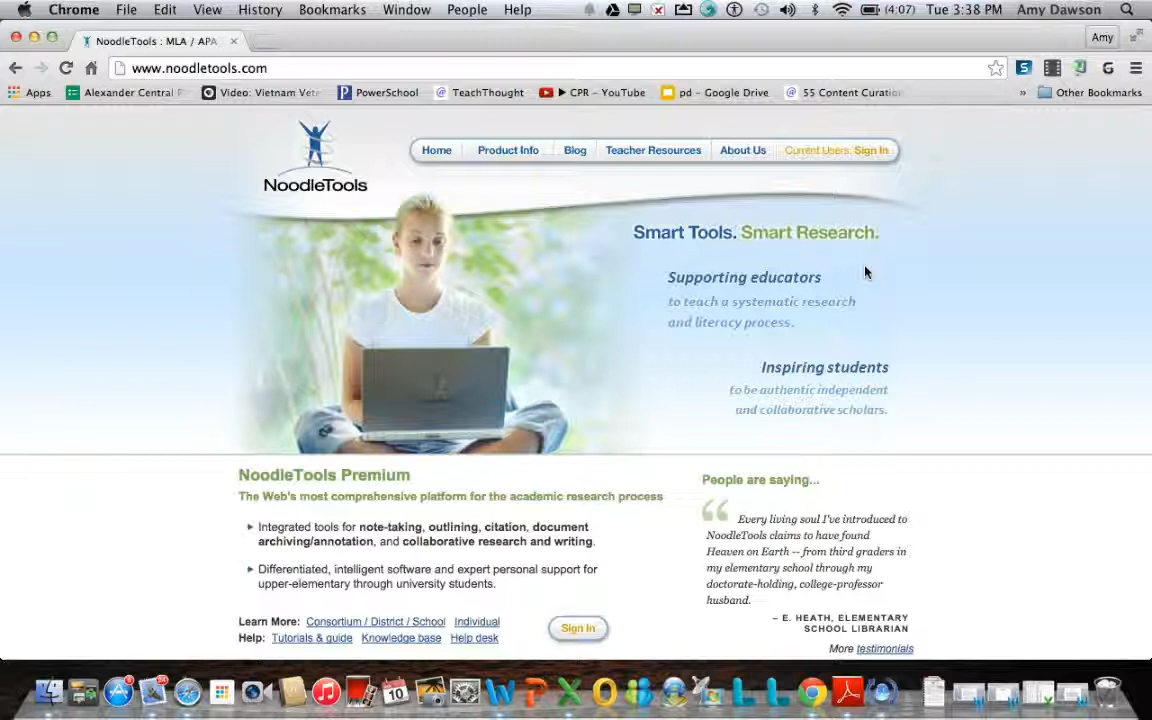 Chrome File Edit View History Bookmarks Window People Help (4:07) Tue 3:38 PM Amy Dawson
NoodleTools : MLA / APA Amy
www.noodletools.com
Apps Alexander Central Video: Vietnam Vet PowerSchool TeachThought ▶ CPR – YouTube pd – Google Drive 55 Content Curatio » Other Bookmarks
NoodleTools
Home Product Info Blog Teacher Resources About Us Current Users: Sign In
Smart Tools. Smart Research.
Supporting educators
to teach a systematic research
and literacy process.
Inspiring students
to be authentic independent
and collaborative scholars.
NoodleTools Premium
The Web's most comprehensive platform for the academic research process
Integrated tools for note-taking, outlining, citation, document
archiving/annotation, and collaborative research and writing.
Differentiated, intelligent software and expert personal support for
upper-elementary through university students.
Learn More: Consortium / District / School Individual
Help: Tutorials & guide Knowledge base Help desk
Sign In
People are saying...
Every living soul I've introduced to
NoodleTools claims to have found
Heaven on Earth -- from third graders in
my elementary school through my
doctorate-holding, college-professor
husband.
– E. HEATH, ELEMENTARY
SCHOOL LIBRARIAN
More testimonials
10